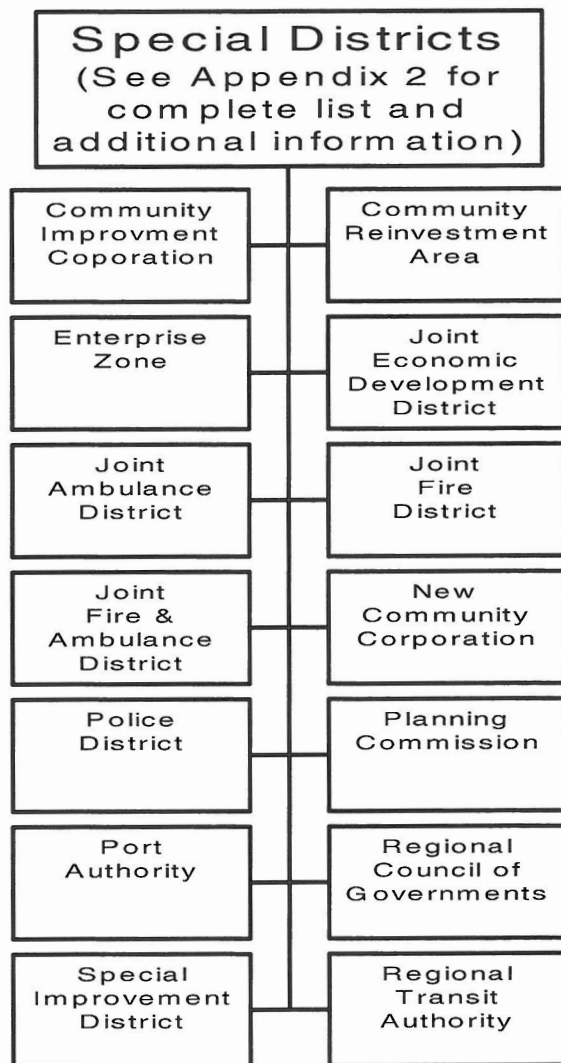 Special Districts
(See Appendix 2 for
complete list and
additional information)
Community
Improvment
Coporation
Community
Reinvestment
Area
Enterprise
Zone
Joint
Economic
Development
District
Joint
Ambulance
District
Joint
Fire
District
Joint
Fire &
Ambulance
District
New
Community
Corporation
Police
District
Planning
Commission
Port
Authority
Regional
Council of
Governments
Special
Improvement
District
Regional
Transit
Authority